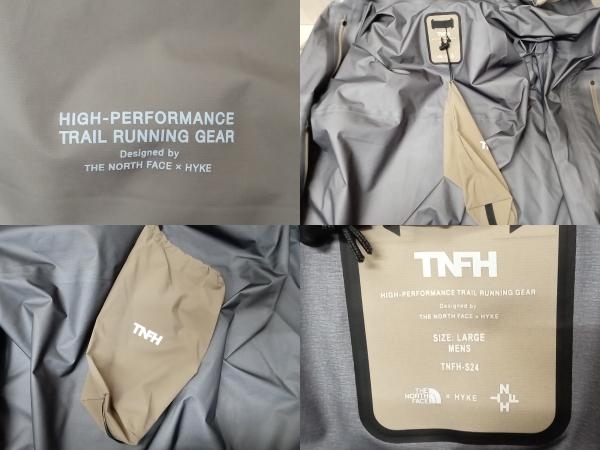 HIGH-PERFORMANCE
TRAIL RUNNING GEAR
Designed by
THE NORTH FACE × HYKE
TNFH
TNFH
HIGH-PERFORMANCE TRAIL RUNNING GEAR
Designed by
THE NORTH FACE × HYKE
SIZE: LARGE
MENS
TNFH-S24
THE
NORTH
FACE
× HYKE